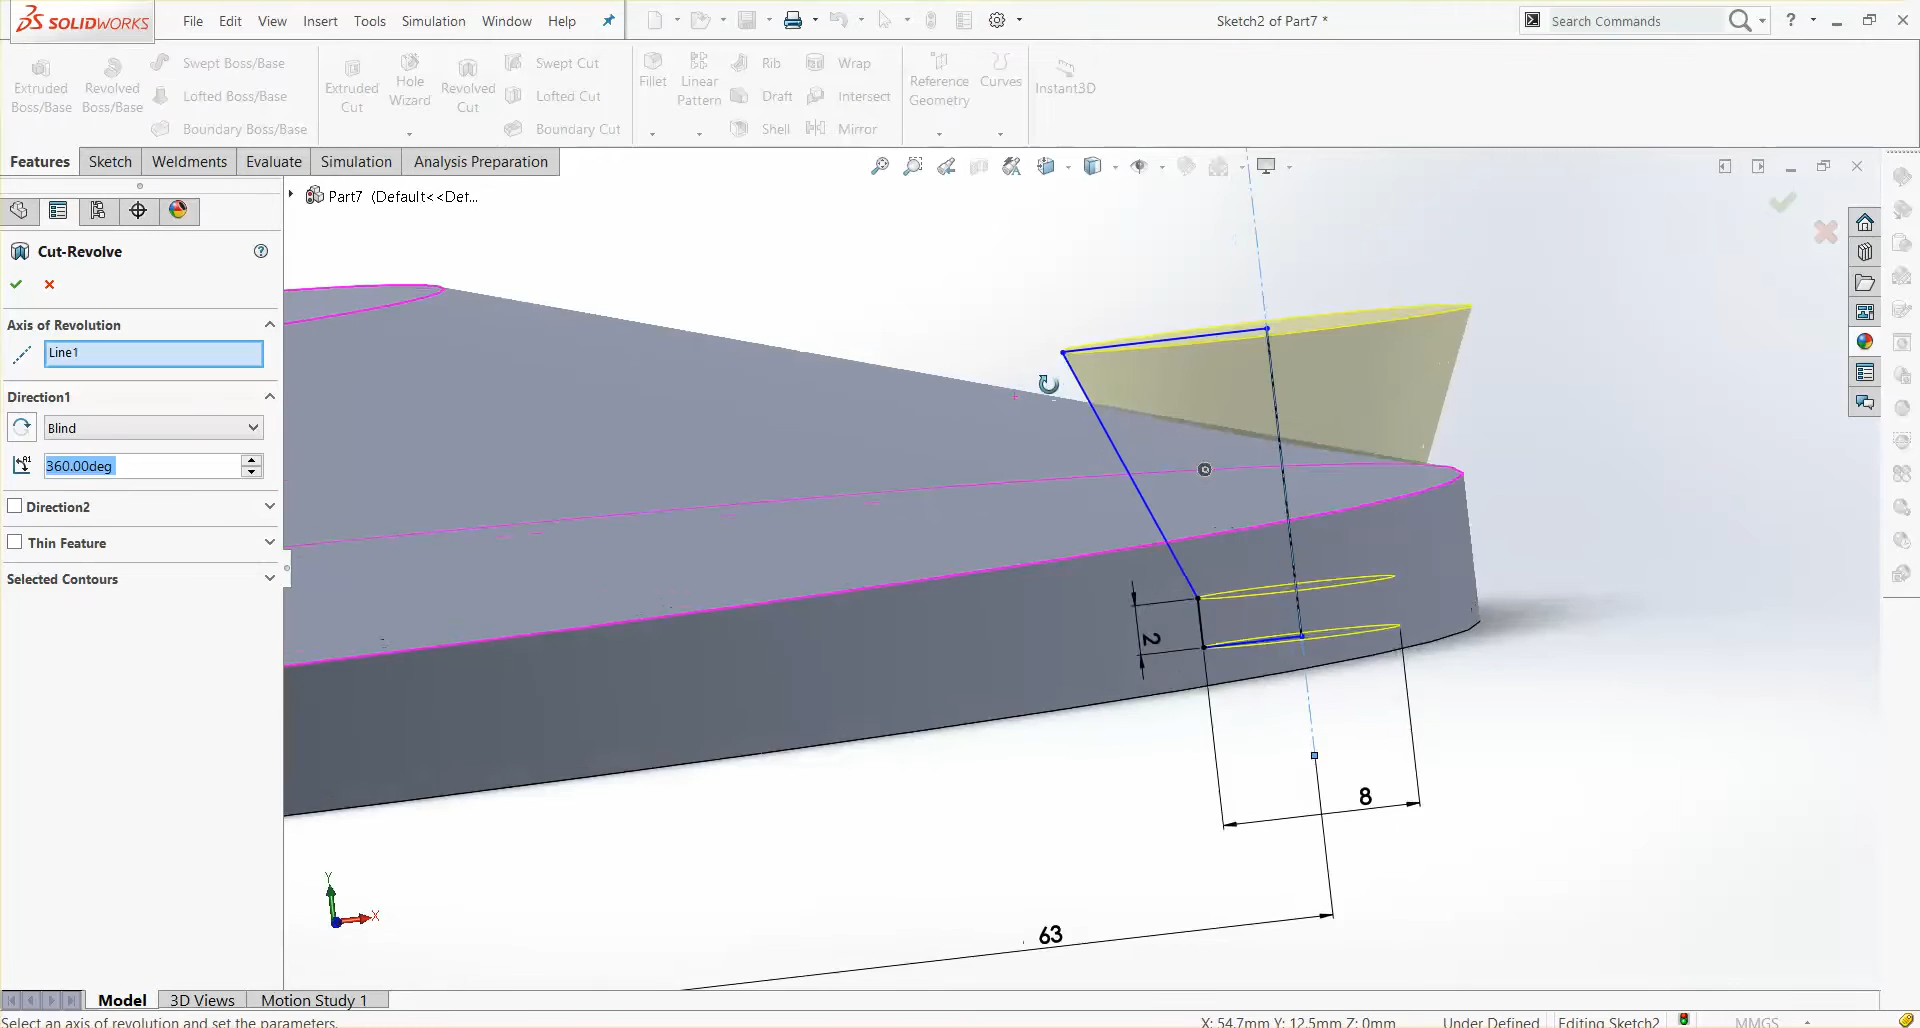 SOLIDWORKS File Edit View Insert Tools Simulation Window Help Sketch2 of Part7 * Search Commands ?
Extruded Boss/Base
Revolved Boss/Base
Swept Boss/Base
Lofted Boss/Base
Boundary Boss/Base
Extruded Cut
Hole Wizard
Revolved Cut
Swept Cut
Lofted Cut
Boundary Cut
Fillet
Linear Pattern
Rib
Draft
Shell
Wrap
Intersect
Mirror
Reference Geometry
Curves
Instant3D
Features Sketch Weldments Evaluate Simulation Analysis Preparation
Part7 (Default<<Det...
Cut-Revolve ?
Axis of Revolution
Line1
Direction1
Blind
360.00deg
Direction2
Thin Feature
Selected Contours
2
8
63
Y
X
Model 3D Views Motion Study 1
Select an axis of revolution and set the parameters. X: 54.7mm Y: 12.5mm Z: 0mm Under Defined Editing Sketch2 MMGS